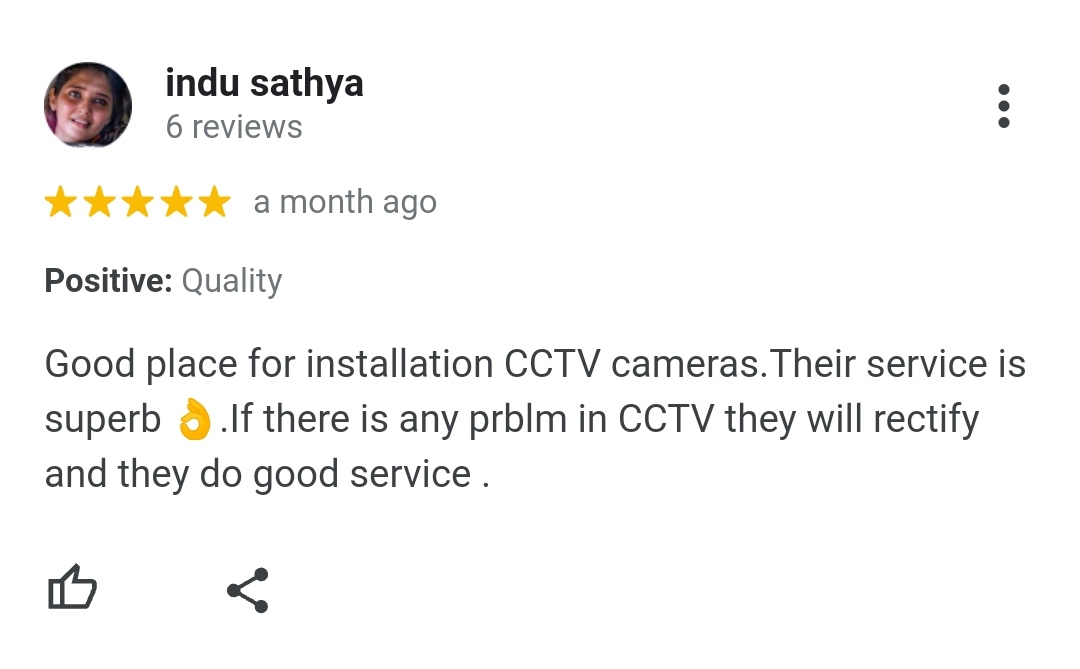 indu sathya
6 reviews
a month ago
Positive: Quality
Good place for installation CCTV cameras.Their service is
superb 👌.If there is any prblm in CCTV they will rectify
and they do good service .